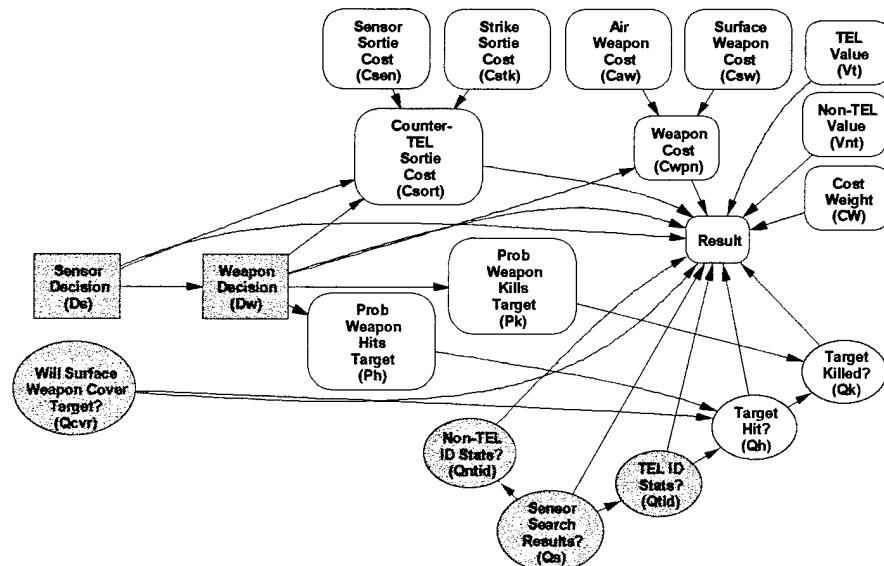 Sensor
Sortie
Cost
(Csen)
Strike
Sortie
Cost
(Cstk)
Air
Weapon
Cost
(Caw)
Surface
Weapon
Cost
(Csw)
TEL
Value
(Vt)
Counter-
TEL
Sortie
Cost
(Csort)
Weapon
Cost
(Cwpn)
Non-TEL
Value
(Vnt)
Cost
Weight
(CW)
Result
Sensor
Decision
(Ds)
Weapon
Decision
(Dw)
Prob
Weapon
Kills
Target
(Pk)
Prob
Weapon
Hits
Target
(Ph)
Will Surface
Weapon Cover
Target?
(Qcvr)
Target
Killed?
(Qk)
Target
Hit?
(Qh)
Non-TEL
ID Stats?
(Qntid)
TEL ID
Stats?
(Qtid)
Sensor
Search
Results?
(Qs)